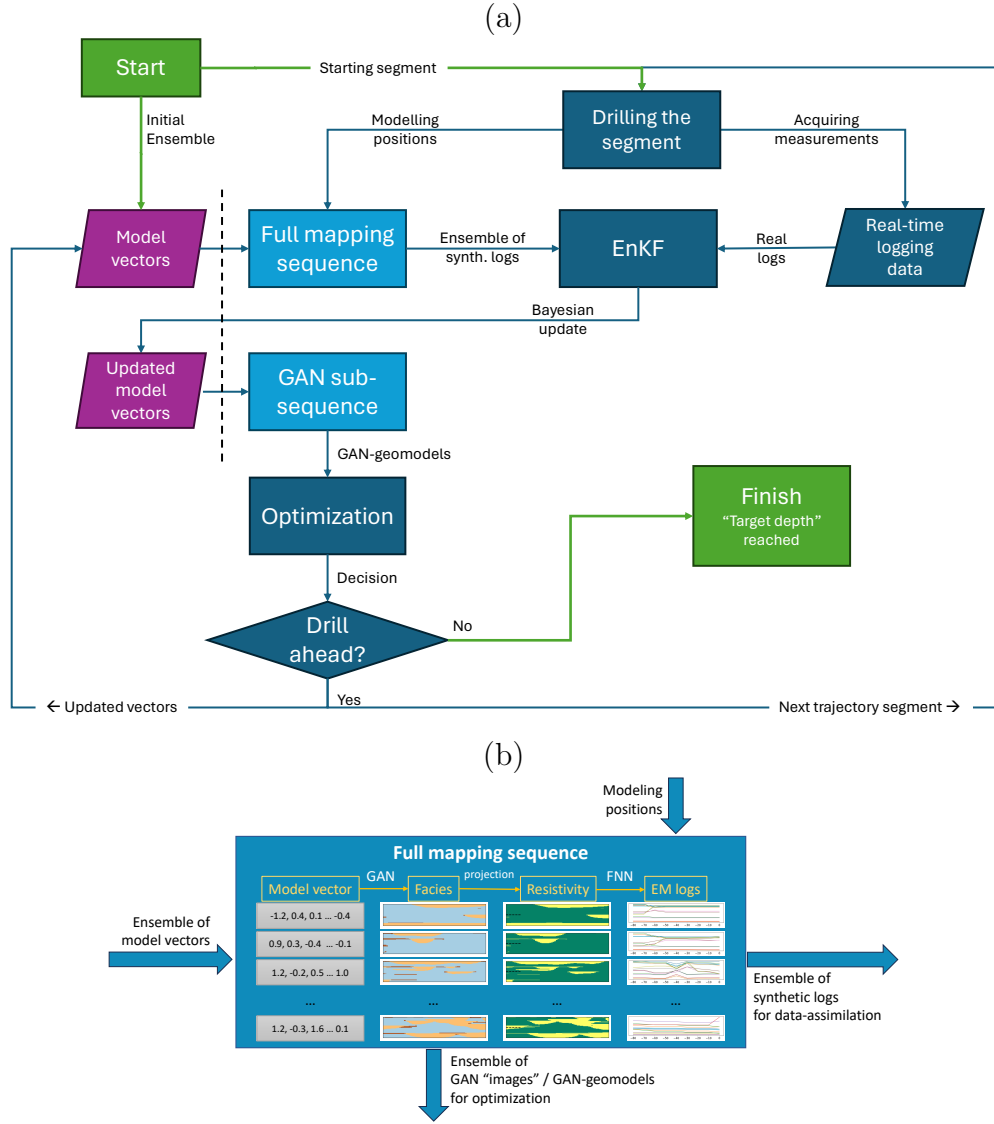 (a)
Start
Starting segment
Initial
Ensemble
Modelling
positions
Drilling the
segment
Acquiring
measurements
Model
vectors
Full mapping
sequence
Ensemble of
synth. logs
EnKF
Real
logs
Real-time
logging
data
Bayesian
update
Updated
model
vectors
GAN sub-
sequence
GAN-geomodels
Optimization
Finish
“Target depth”
reached
Decision
Drill
ahead?
No
Yes
← Updated vectors
Next trajectory segment →
(b)
Modeling
positions
Full mapping sequence
GAN
projection
FNN
Model vector
Facies
Resistivity
EM logs
Ensemble of
model vectors
-1.2, 0.4, 0.1 ... -0.4
0.9, 0.3, -0.4 ... -0.1
1.2, -0.2, 0.5 ... 1.0
... ... ... ...
1.2, -0.3, 1.6 ... 0.1
Ensemble of
synthetic logs
for data-assimilation
Ensemble of
GAN “images” / GAN-geomodels
for optimization